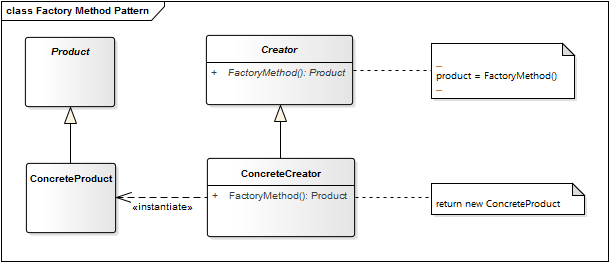 class Factory Method Pattern
Product
Creator
+ FactoryMethod(): Product
_
product = FactoryMethod()
_
ConcreteProduct
ConcreteCreator
+ FactoryMethod(): Product
«instantiate»
return new ConcreteProduct